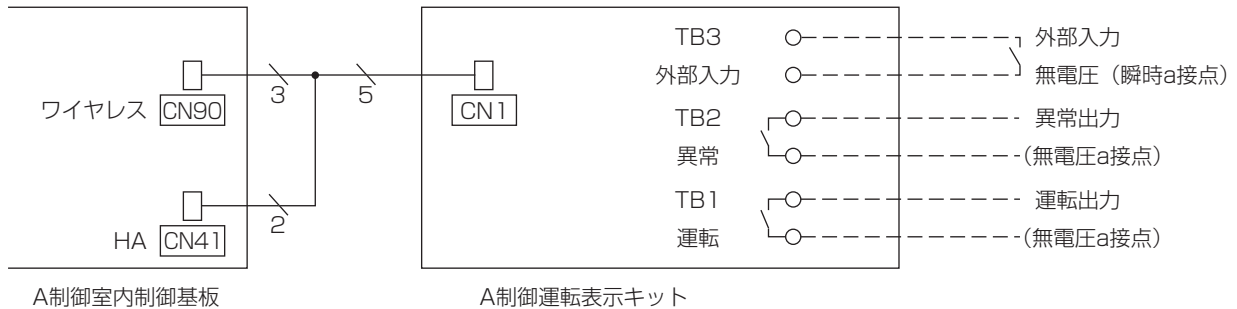 TB3
外部入力
外部入力
無電圧（瞬時a接点）
3
5
ワイヤレス CN90
CN1
TB2
異常出力
異常
(無電圧a接点)
TB1
運転出力
2
HA CN41
運転
(無電圧a接点)
A制御室内制御基板
A制御運転表示キット